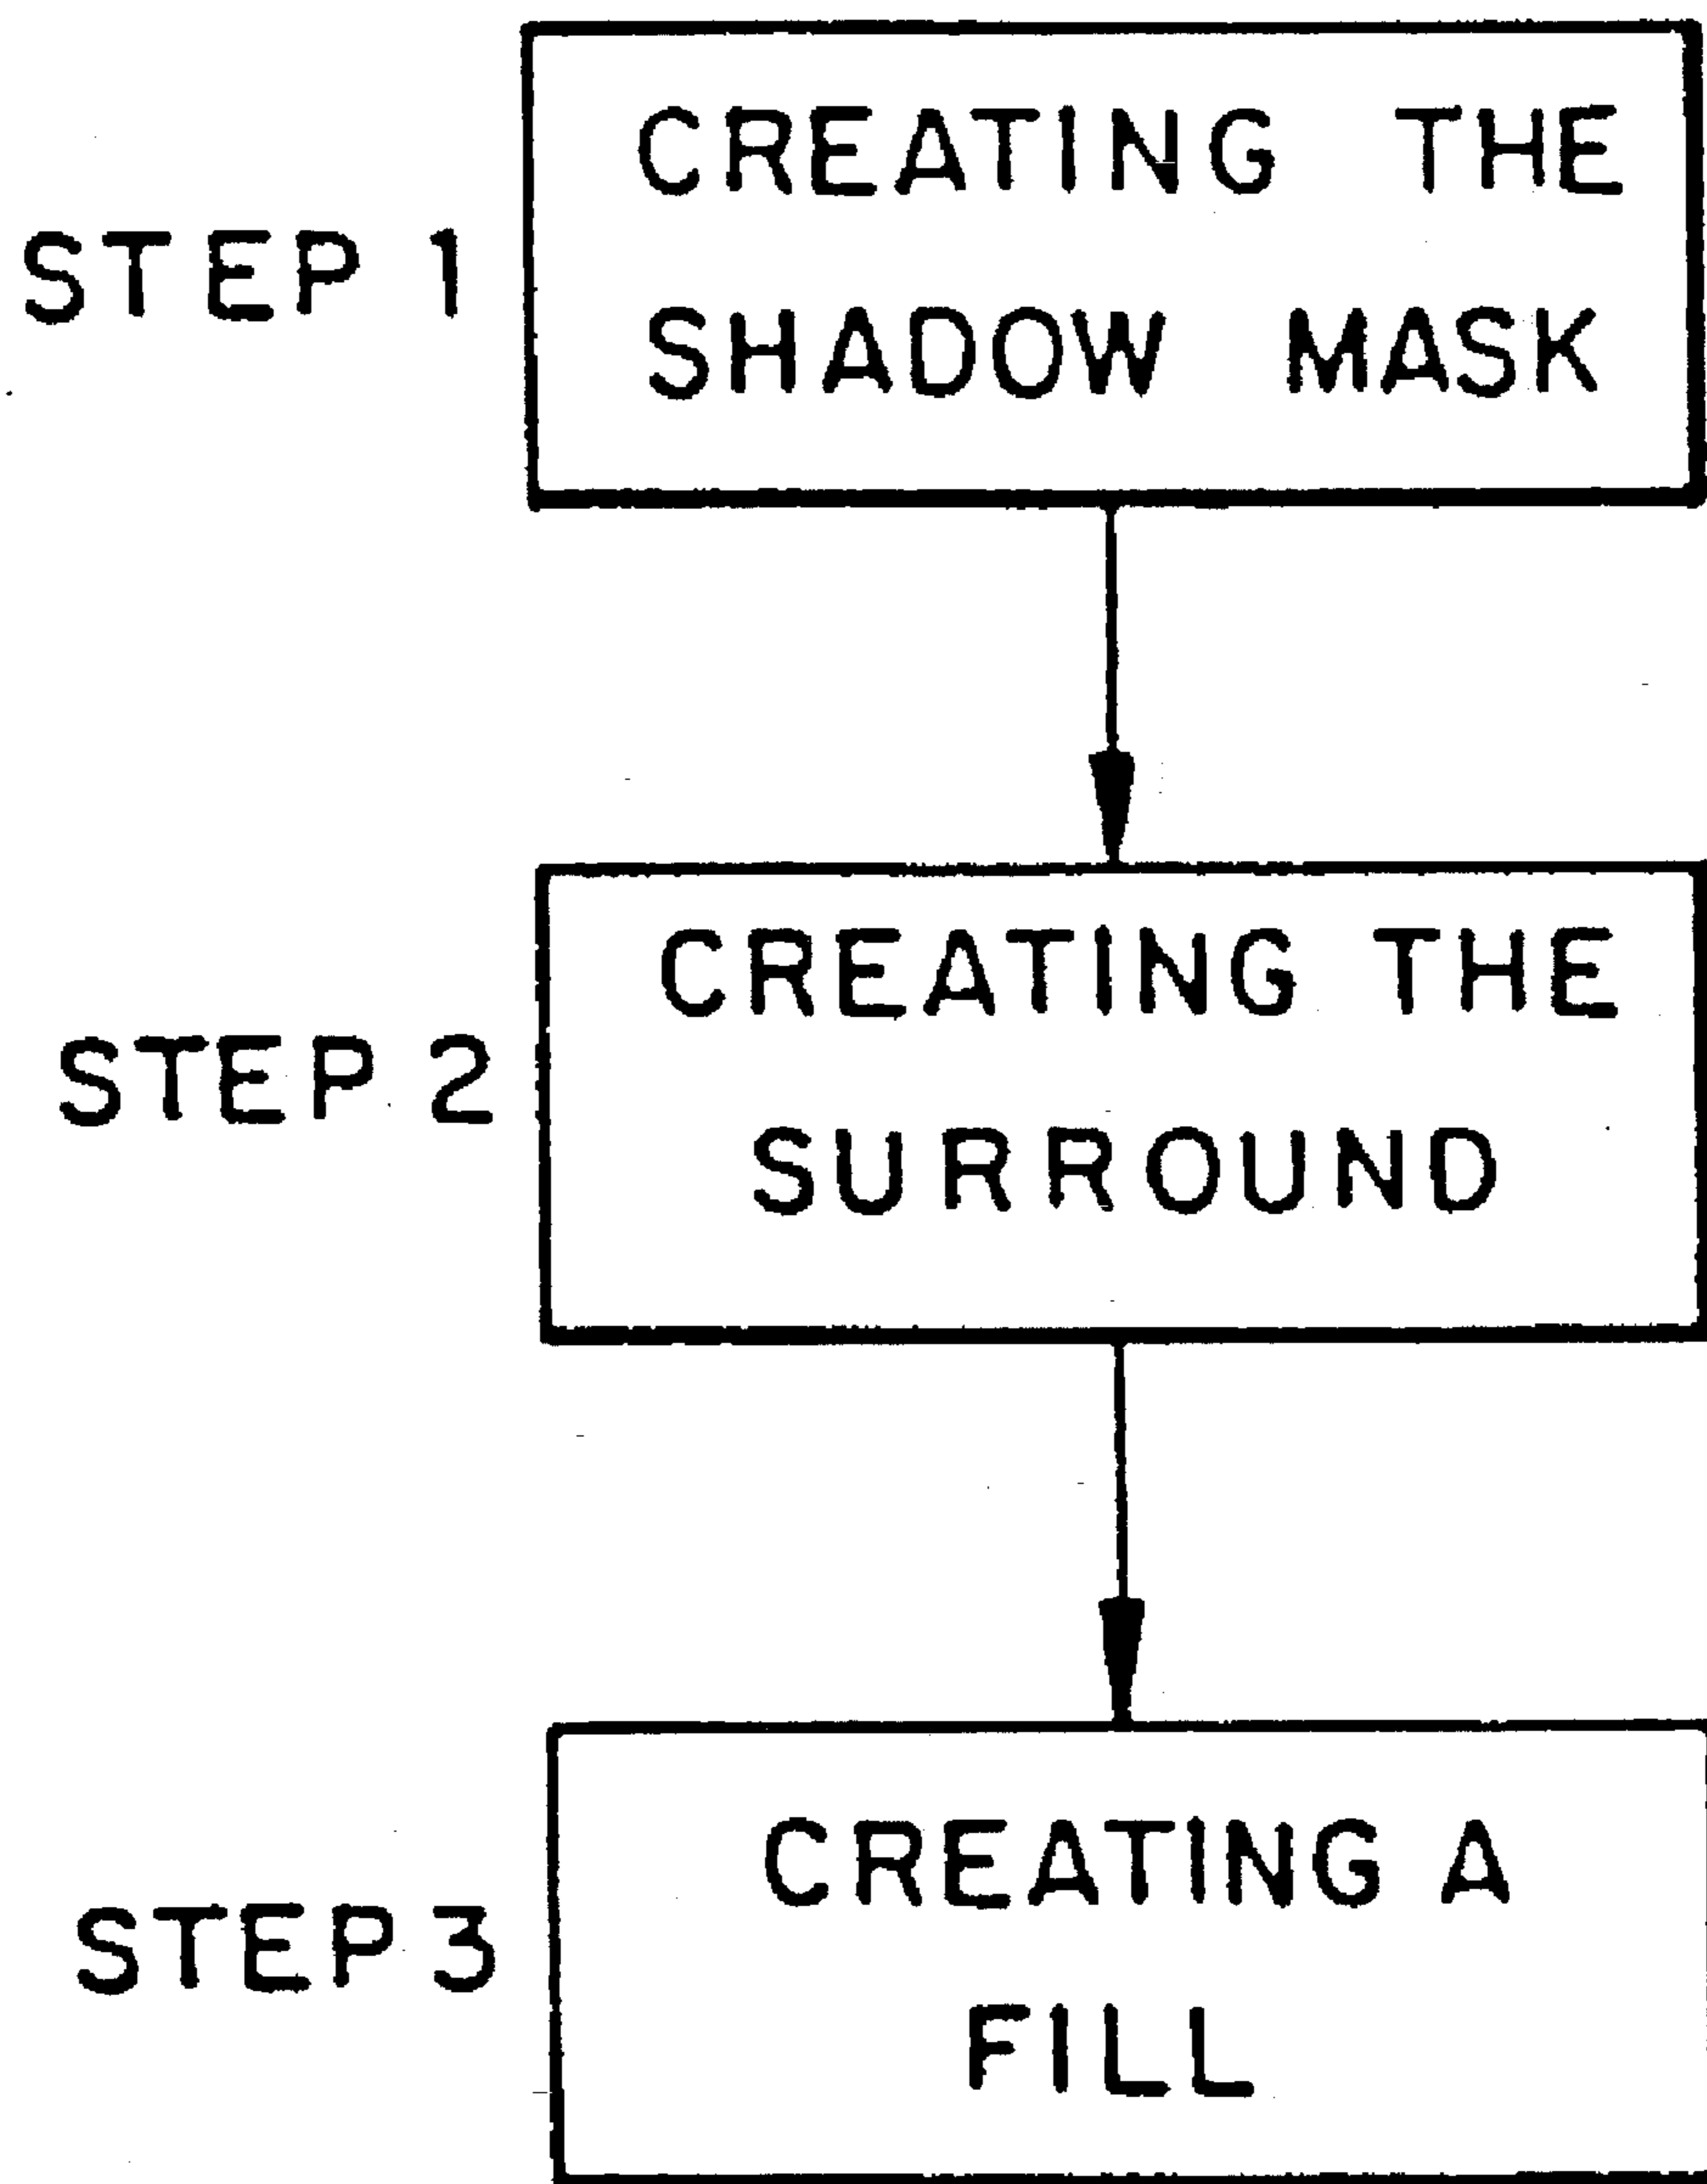 STEP 1
CREATING THE
SHADOW MASK
STEP 2
CREATING THE
SURROUND
STEP 3
CREATING A
FILL